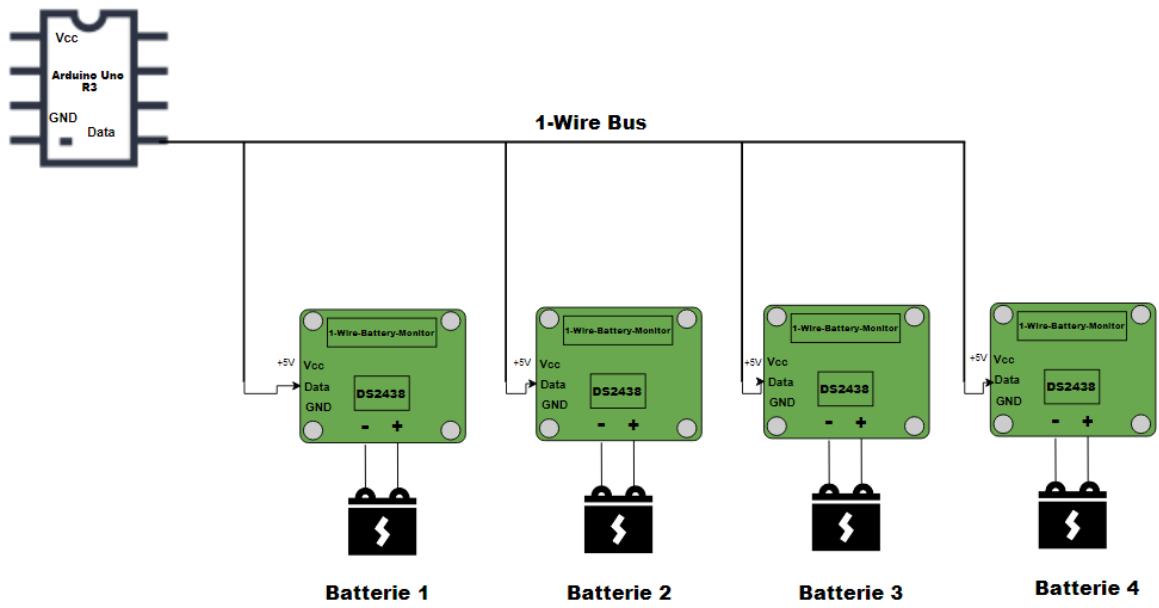 Vcc
Arduino Uno
R3
GND
Data
1-Wire Bus
1-Wire-Battery-Monitor
+5V
Vcc
Data
GND
DS2438
- +
Batterie 1
1-Wire-Battery-Monitor
+5V
Vcc
Data
GND
DS2438
- +
Batterie 2
1-Wire-Battery-Monitor
+5V
Vcc
Data
GND
DS2438
- +
Batterie 3
1-Wire-Battery-Monitor
+5V
Vcc
Data
GND
DS2438
- +
Batterie 4